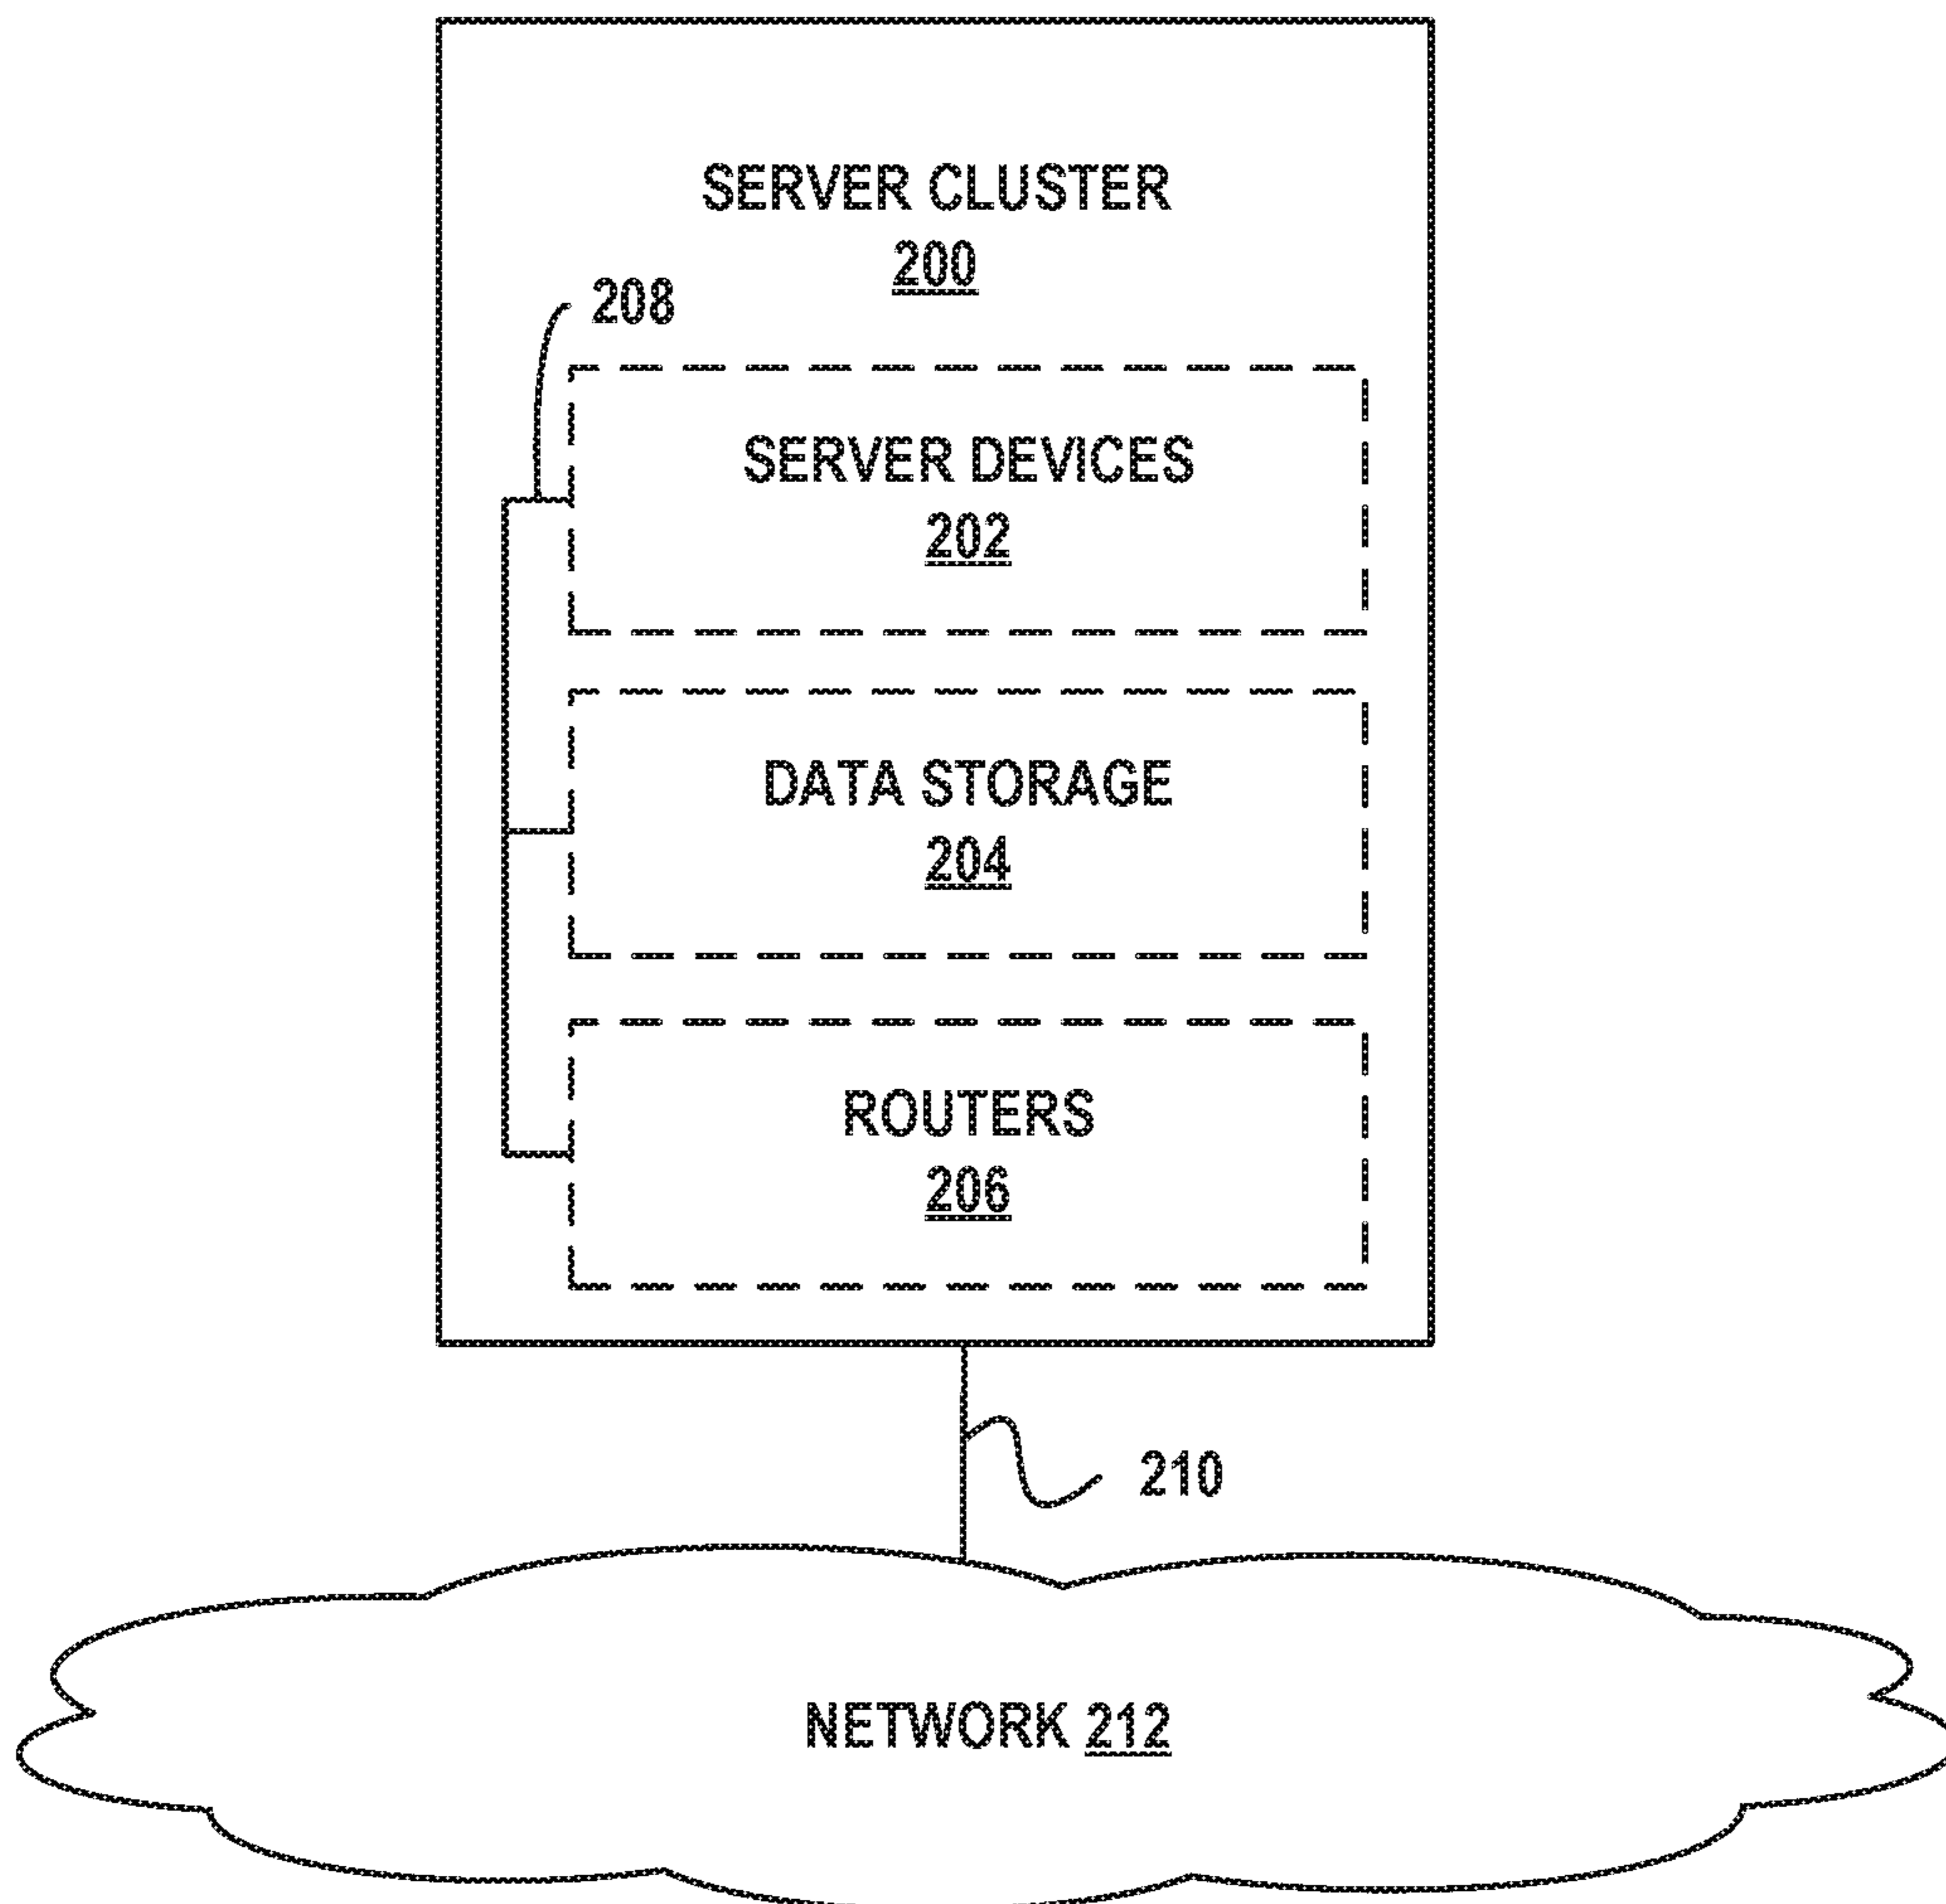 SERVER CLUSTER
200
208
SERVER DEVICES
202
DATA STORAGE
204
ROUTERS
206
210
NETWORK 212